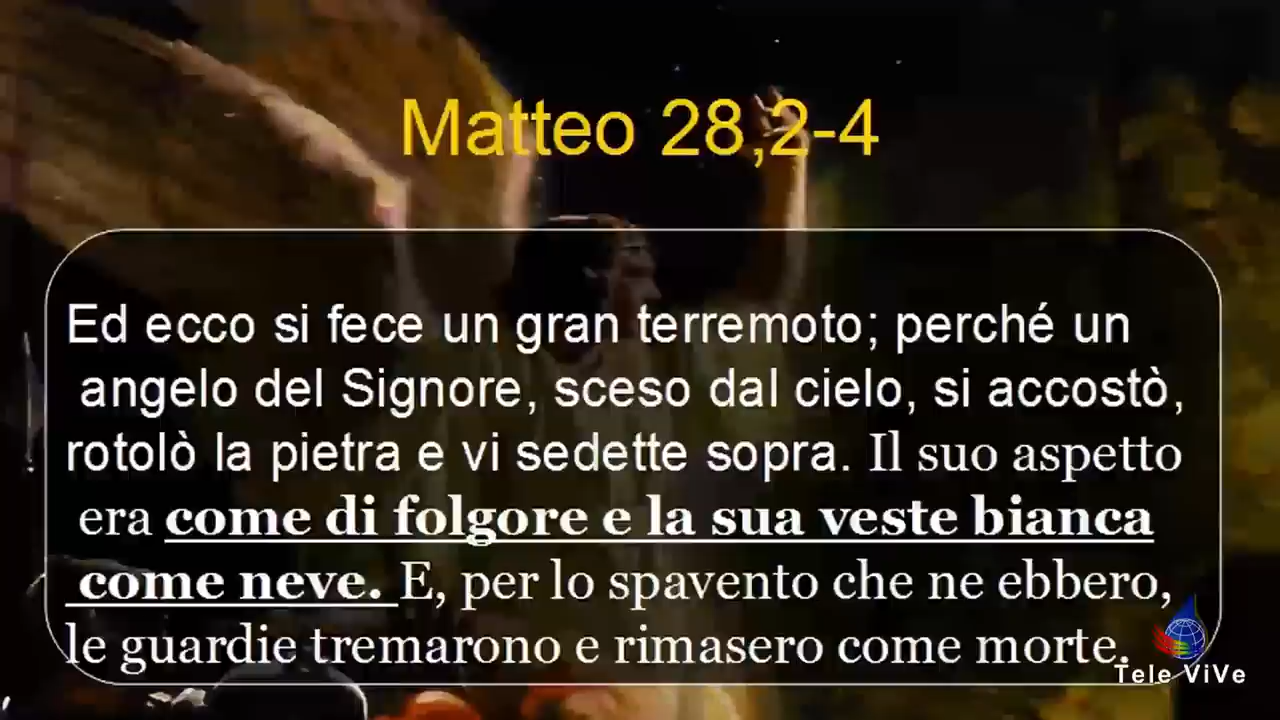 Matteo 28,2-4
Ed ecco si fece un gran terremoto; perché un
angelo del Signore, sceso dal cielo, si accostò,
rotolò la pietra e vi sedette sopra. Il suo aspetto
era come di folgore e la sua veste bianca
come neve. E, per lo spavento che ne ebbero,
le guardie tremarono e rimasero come morte.
Tele ViVe